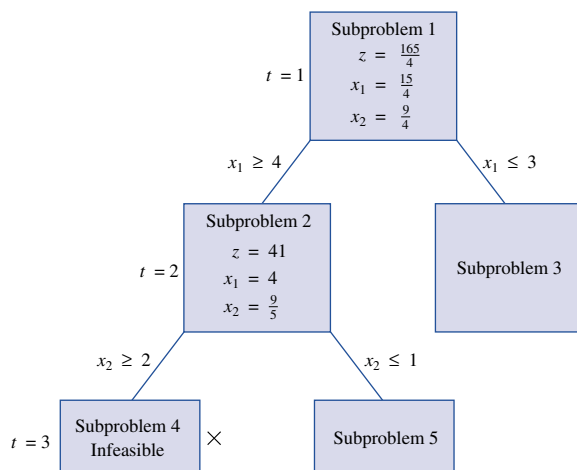 Subproblem 1
z = 165/4
t = 1
x₁ = 15/4
x₂ = 9/4
x₁ ≥ 4
x₁ ≤ 3
Subproblem 2
z = 41
t = 2
x₁ = 4
x₂ = 9/5
Subproblem 3
x₂ ≥ 2
x₂ ≤ 1
t = 3
Subproblem 4
Infeasible
×
Subproblem 5